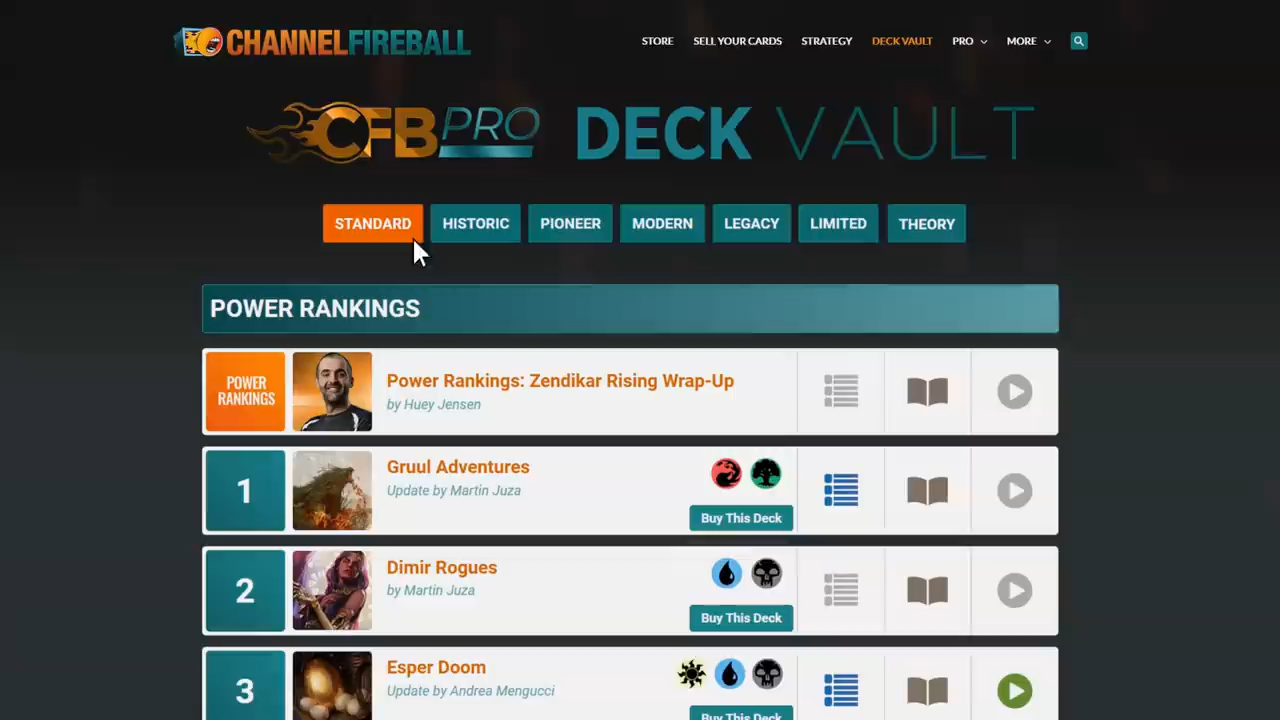 CHANNELFIREBALL
STORE SELL YOUR CARDS STRATEGY DECK VAULT PRO MORE
CFB PRO DECK VAULT
STANDARD HISTORIC PIONEER MODERN LEGACY LIMITED THEORY
POWER RANKINGS
POWER
RANKINGS
Power Rankings: Zendikar Rising Wrap-Up
by Huey Jensen
1
Gruul Adventures
Update by Martin Juza
Buy This Deck
2
Dimir Rogues
by Martin Juza
Buy This Deck
3
Esper Doom
Update by Andrea Mengucci
Buy This Deck